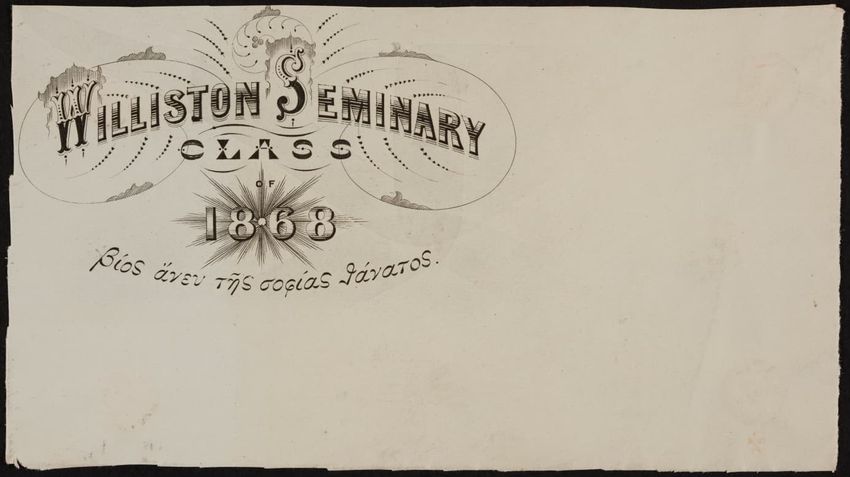 WILLISTON SEMINARY
CLASS
OF
1868
βίος ἄνευ τῆς σοφίας θάνατος.